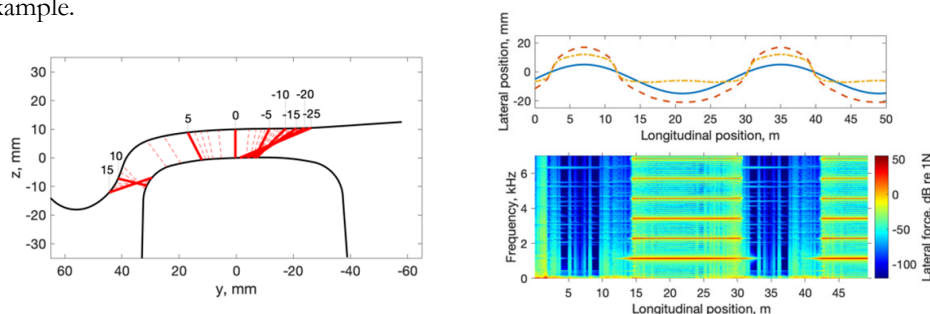 xample.
30
20
10
0
-10
-20
-30
z, mm
60 40 20 0 -20 -40 -60
y, mm
15
10
5
0
-5
-10
-15
-20
-25
Lateral position, mm
20
0
-20
0 5 10 15 20 25 30 35 40 45 50
Longitudinal position, m
Frequency, kHz
6
4
2
0
5 10 15 20 25 30 35 40 45
Longitudinal position, m
50
0
-50
-100
Lateral force, dB re 1N